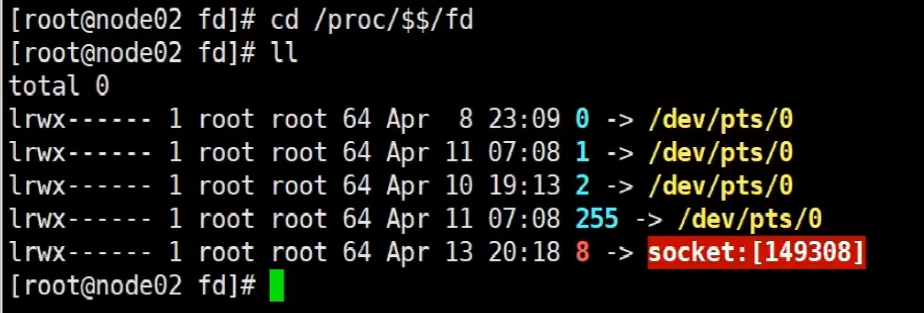 [root@node02 fd]# cd /proc/$$/fd
[root@node02 fd]# ll
total 0
lrwx------ 1 root root 64 Apr  8 23:09 0 -> /dev/pts/0
lrwx------ 1 root root 64 Apr 11 07:08 1 -> /dev/pts/0
lrwx------ 1 root root 64 Apr 10 19:13 2 -> /dev/pts/0
lrwx------ 1 root root 64 Apr 11 07:08 255 -> /dev/pts/0
lrwx------ 1 root root 64 Apr 13 20:18 8 -> socket:[149308]
[root@node02 fd]#